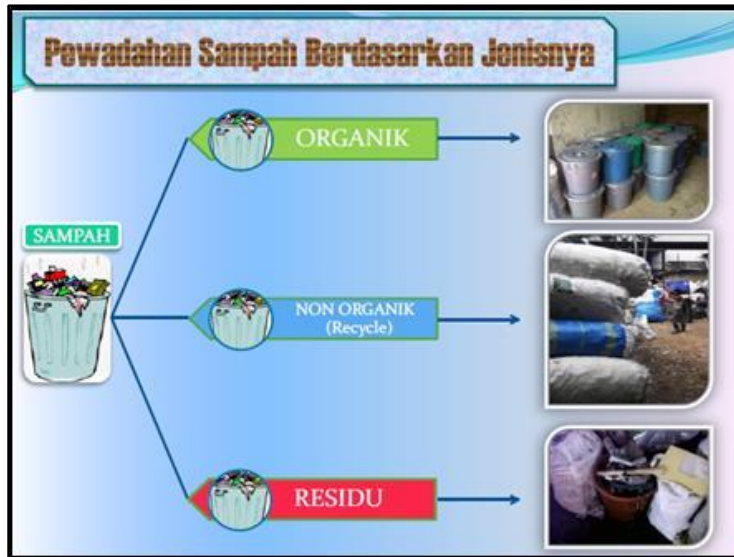 Pewadahan Sampah Berdasarkan Jenisnya
ORGANIK
SAMPAH
NON ORGANIK
(Recycle)
RESIDU